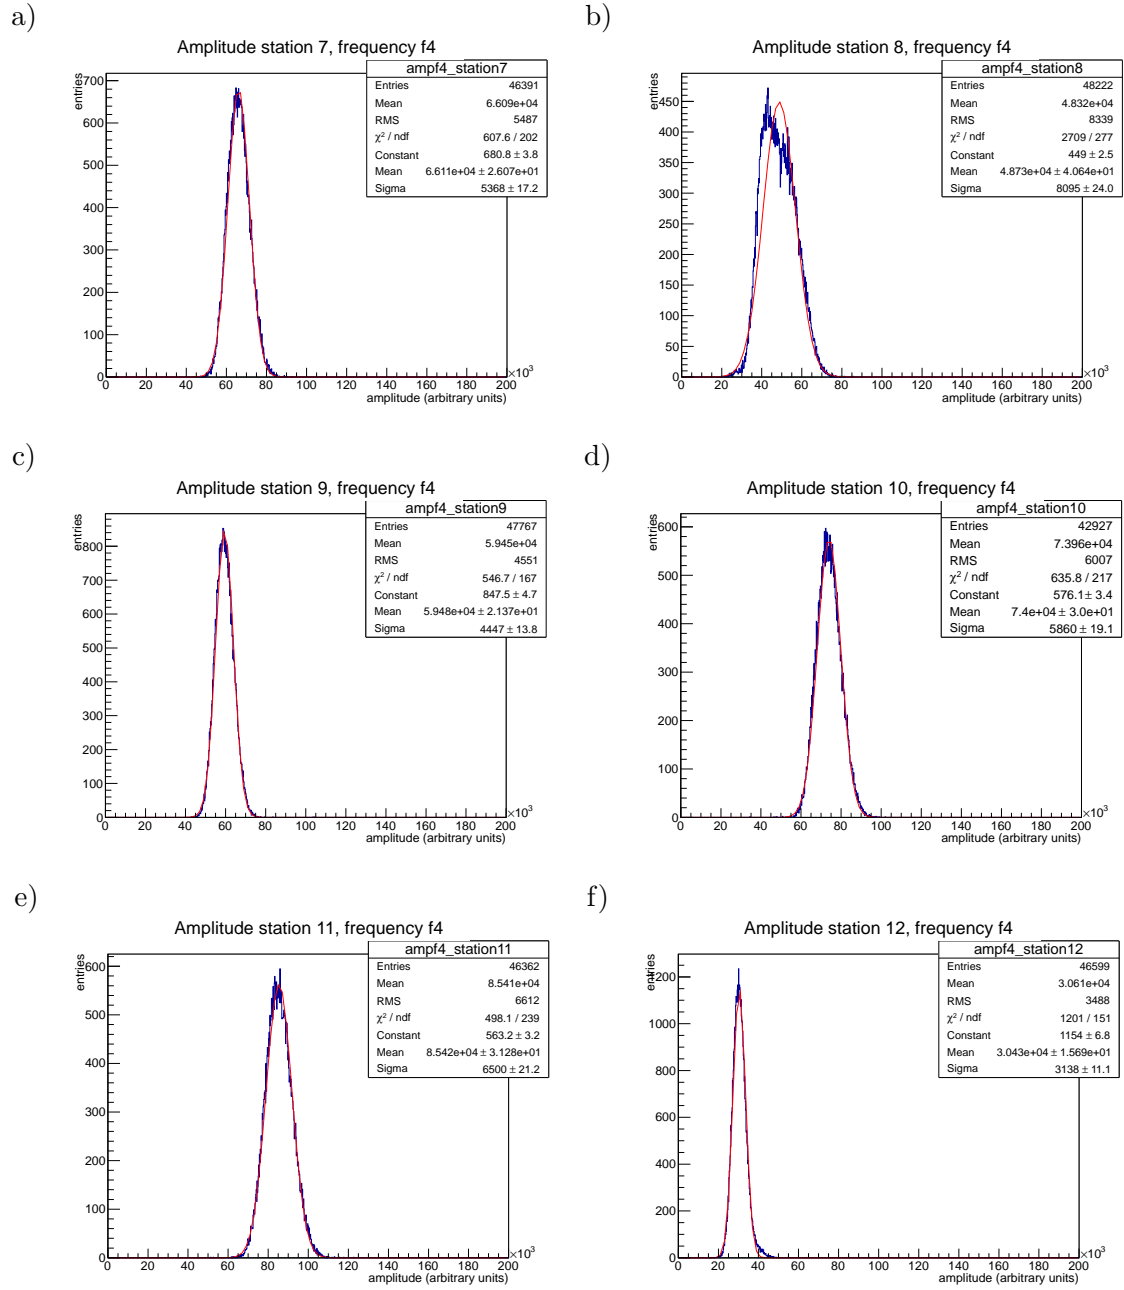 a)
Amplitude station 7, frequency f4
entries
ampf4_station7
Entries 46391
Mean 6.609e+04
RMS 5487
χ² / ndf 607.6 / 202
Constant 680.8 ± 3.8
Mean 6.611e+04 ± 2.607e+01
Sigma 5368 ± 17.2
700
600
500
400
300
200
100
0
0 20 40 60 80 100 120 140 160 180 200
×10³
amplitude (arbitrary units)
b)
Amplitude station 8, frequency f4
entries
ampf4_station8
Entries 48222
Mean 4.832e+04
RMS 8339
χ² / ndf 2709 / 277
Constant 449 ± 2.5
Mean 4.873e+04 ± 4.064e+01
Sigma 8095 ± 24.0
450
400
350
300
250
200
150
100
50
0
0 20 40 60 80 100 120 140 160 180 200
×10³
amplitude (arbitrary units)
c)
Amplitude station 9, frequency f4
entries
ampf4_station9
Entries 47767
Mean 5.945e+04
RMS 4551
χ² / ndf 546.7 / 167
Constant 847.5 ± 4.7
Mean 5.948e+04 ± 2.137e+01
Sigma 4447 ± 13.8
800
700
600
500
400
300
200
100
0
0 20 40 60 80 100 120 140 160 180 200
×10³
amplitude (arbitrary units)
d)
Amplitude station 10, frequency f4
entries
ampf4_station10
Entries 42927
Mean 7.396e+04
RMS 6007
χ² / ndf 635.8 / 217
Constant 576.1 ± 3.4
Mean 7.4e+04 ± 3.0e+01
Sigma 5860 ± 19.1
600
500
400
300
200
100
0
0 20 40 60 80 100 120 140 160 180 200
×10³
amplitude (arbitrary units)
e)
Amplitude station 11, frequency f4
entries
ampf4_station11
Entries 46362
Mean 8.541e+04
RMS 6612
χ² / ndf 498.1 / 239
Constant 563.2 ± 3.2
Mean 8.542e+04 ± 3.128e+01
Sigma 6500 ± 21.2
600
500
400
300
200
100
0
0 20 40 60 80 100 120 140 160 180 200
×10³
amplitude (arbitrary units)
f)
Amplitude station 12, frequency f4
entries
ampf4_station12
Entries 46599
Mean 3.061e+04
RMS 3488
χ² / ndf 1201 / 151
Constant 1154 ± 6.8
Mean 3.043e+04 ± 1.569e+01
Sigma 3138 ± 11.1
1200
1000
800
600
400
200
0
0 20 40 60 80 100 120 140 160 180 200
×10³
amplitude (arbitrary units)